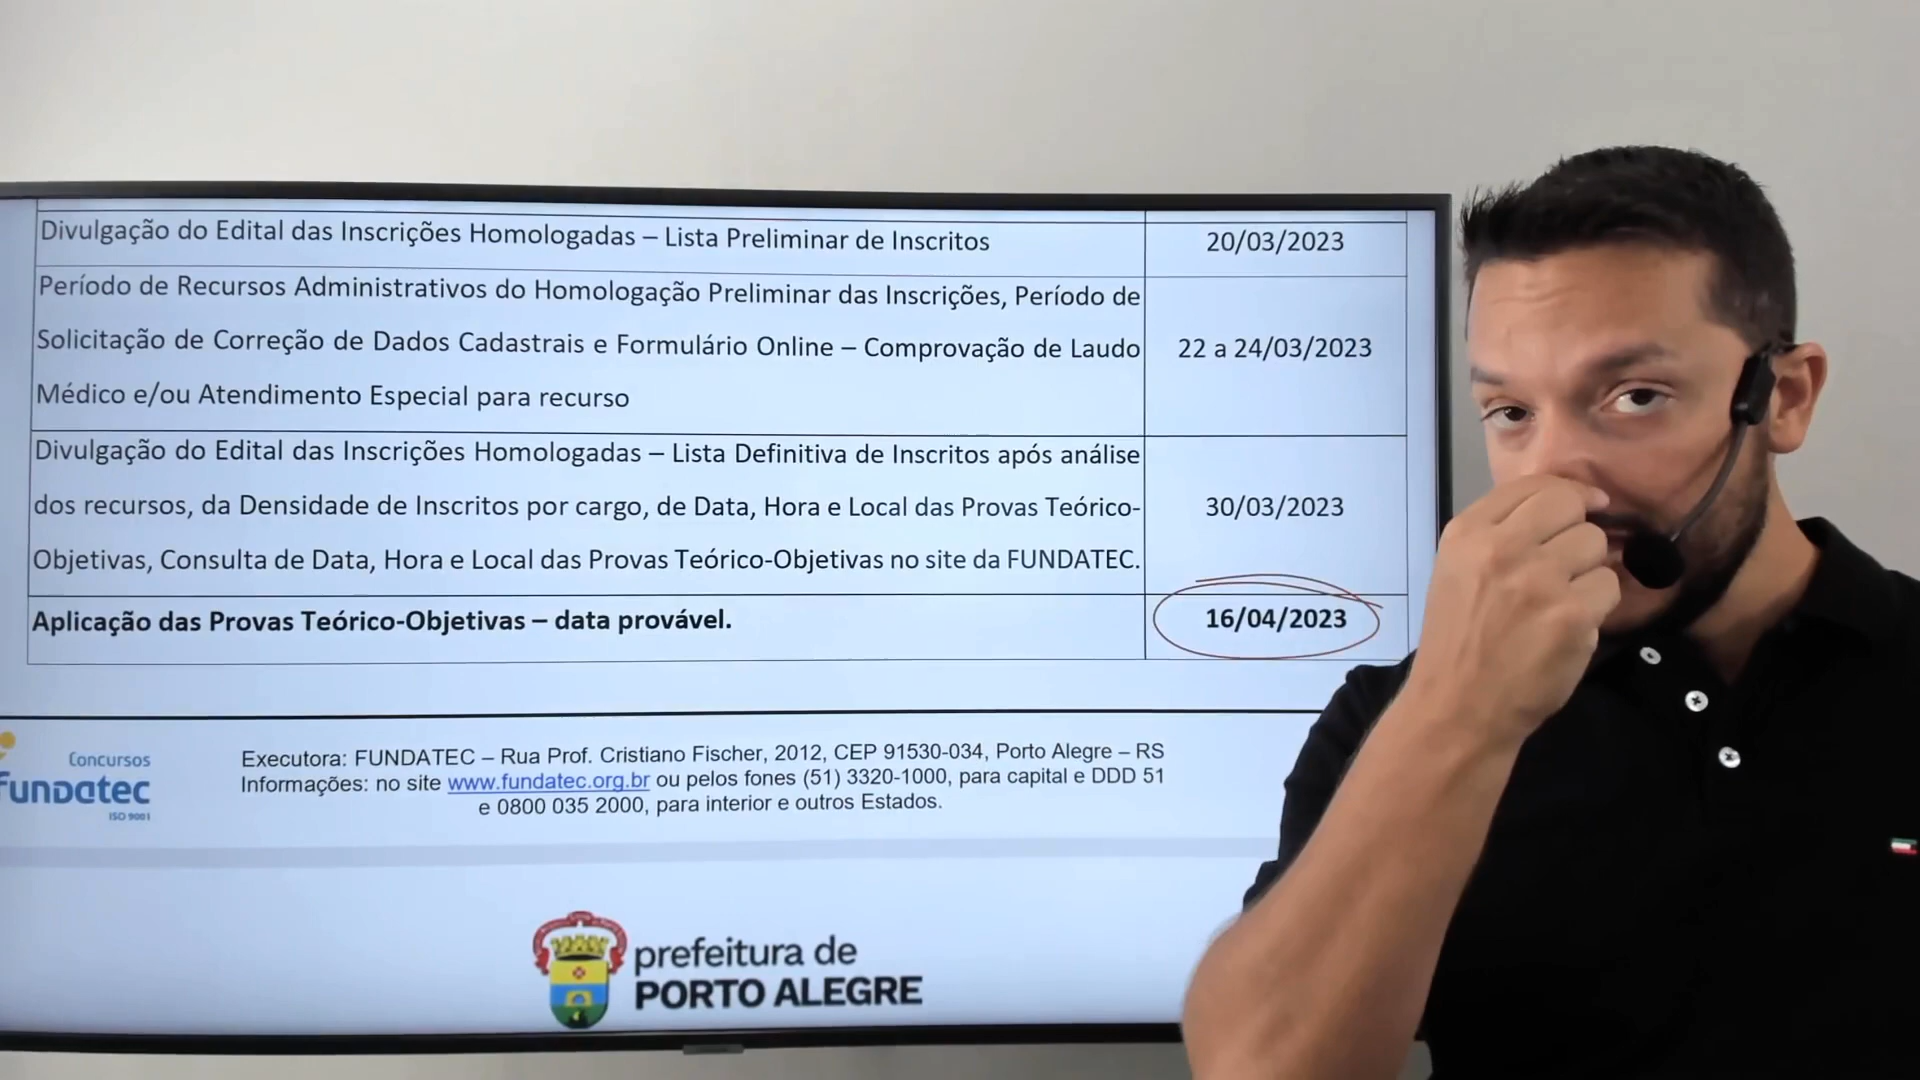 Divulgação do Edital das Inscrições Homologadas – Lista Preliminar de Inscritos
20/03/2023
Período de Recursos Administrativos do Homologação Preliminar das Inscrições, Período de
Solicitação de Correção de Dados Cadastrais e Formulário Online – Comprovação de Laudo
Médico e/ou Atendimento Especial para recurso
22 a 24/03/2023
Divulgação do Edital das Inscrições Homologadas – Lista Definitiva de Inscritos após análise
dos recursos, da Densidade de Inscritos por cargo, de Data, Hora e Local das Provas Teórico-
Objetivas, Consulta de Data, Hora e Local das Provas Teórico-Objetivas no site da FUNDATEC.
30/03/2023
Aplicação das Provas Teórico-Objetivas – data provável.
16/04/2023
Concursos
Fundatec
ISO 9001
Executora: FUNDATEC – Rua Prof. Cristiano Fischer, 2012, CEP 91530-034, Porto Alegre – RS
Informações: no site www.fundatec.org.br ou pelos fones (51) 3320-1000, para capital e DDD 51
e 0800 035 2000, para interior e outros Estados.
prefeitura de
PORTO ALEGRE